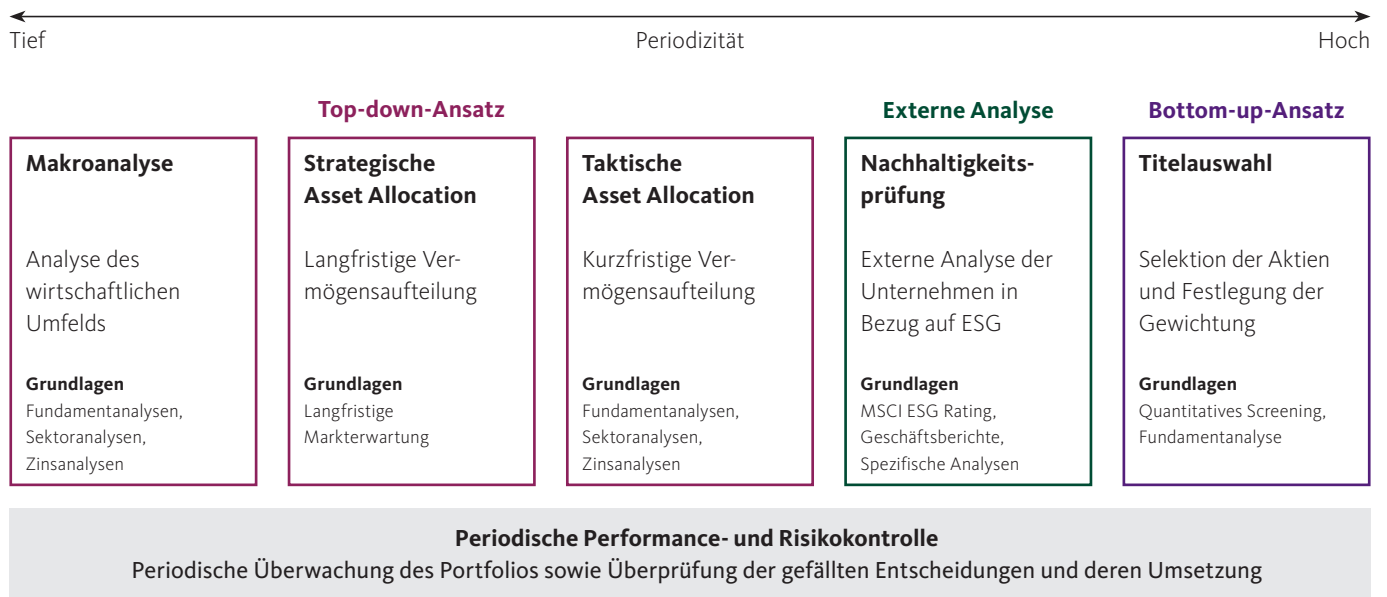 Tief Periodizität Hoch
Top-down-Ansatz
Externe Analyse
Bottom-up-Ansatz
Makroanalyse
Analyse des
wirtschaftlichen
Umfelds
Grundlagen
Fundamentanalysen,
Sektoranalysen,
Zinsanalysen
Strategische
Asset Allocation
Langfristige Ver-
mögensaufteilung
Grundlagen
Langfristige
Markterwartung
Taktische
Asset Allocation
Kurzfristige Ver-
mögensaufteilung
Grundlagen
Fundamentanalysen,
Sektoranalysen,
Zinsanalysen
Nachhaltigkeits-
prüfung
Externe Analyse der
Unternehmen in
Bezug auf ESG
Grundlagen
MSCI ESG Rating,
Geschäftsberichte,
Spezifische Analysen
Titelauswahl
Selektion der Aktien
und Festlegung der
Gewichtung
Grundlagen
Quantitatives Screening,
Fundamentanalyse
Periodische Performance- und Risikokontrolle
Periodische Überwachung des Portfolios sowie Überprüfung der gefällten Entscheidungen und deren Umsetzung